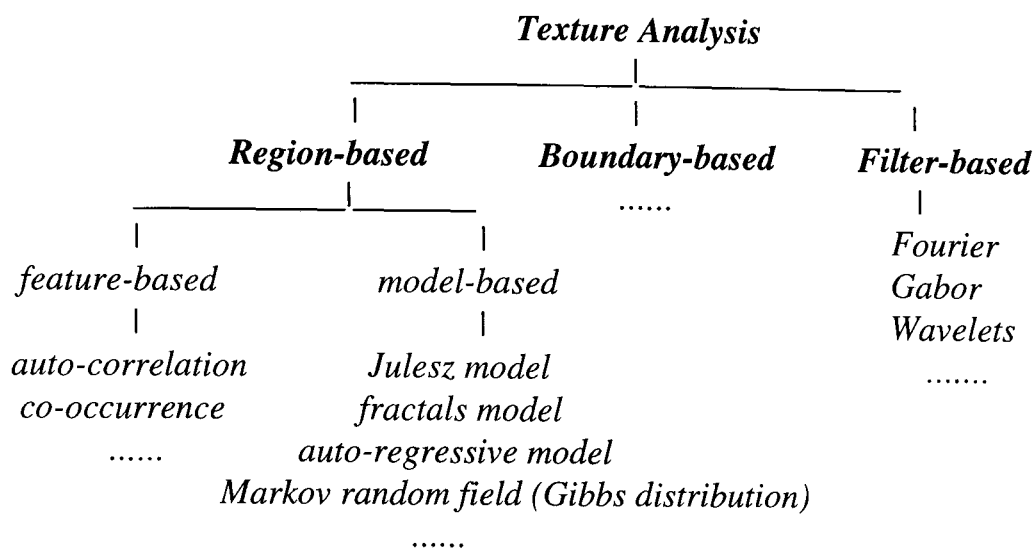 Texture Analysis
Region-based Boundary-based Filter-based
......
feature-based model-based
Fourier
Gabor
Wavelets
.......
auto-correlation
co-occurrence
......
Julesz model
fractals model
auto-regressive model
Markov random field (Gibbs distribution)
......